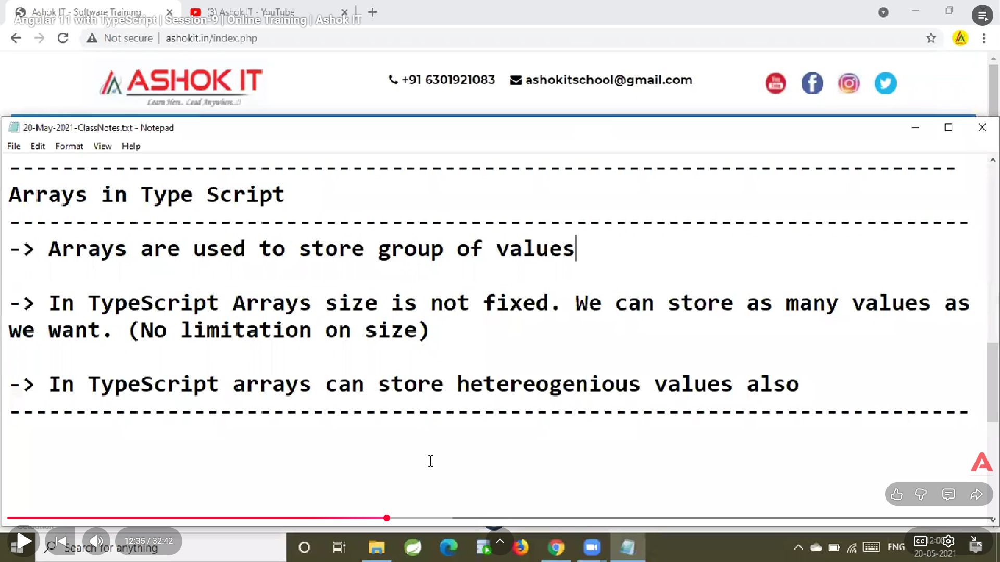 Ashok IT - Software Training
(3) Ashok IT - YouTube
Angular 11 with TypeScript | Session-9 | Online Training | Ashok IT
Not secure | ashokit.in/index.php
ASHOK IT
Learn Here.. Lead Anywhere..!!
+91 6301921083
ashokitschool@gmail.com
20-May-2021-ClassNotes.txt - Notepad
File Edit Format View Help
--------------------------------------------------------------------------
Arrays in Type Script
--------------------------------------------------------------------------
-> Arrays are used to store group of values
-> In TypeScript Arrays size is not fixed. We can store as many values as
we want. (No limitation on size)
-> In TypeScript arrays can store hetereogenious values also
--------------------------------------------------------------------------
12:35 / 32:42
Search for anything
ENG
CC
20-05-2021